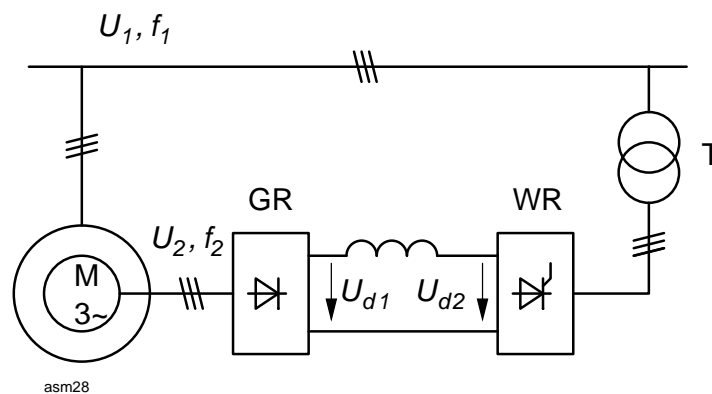 U1, f1
T
GR
WR
U2, f2
M
3~
Ud1
Ud2
asm28